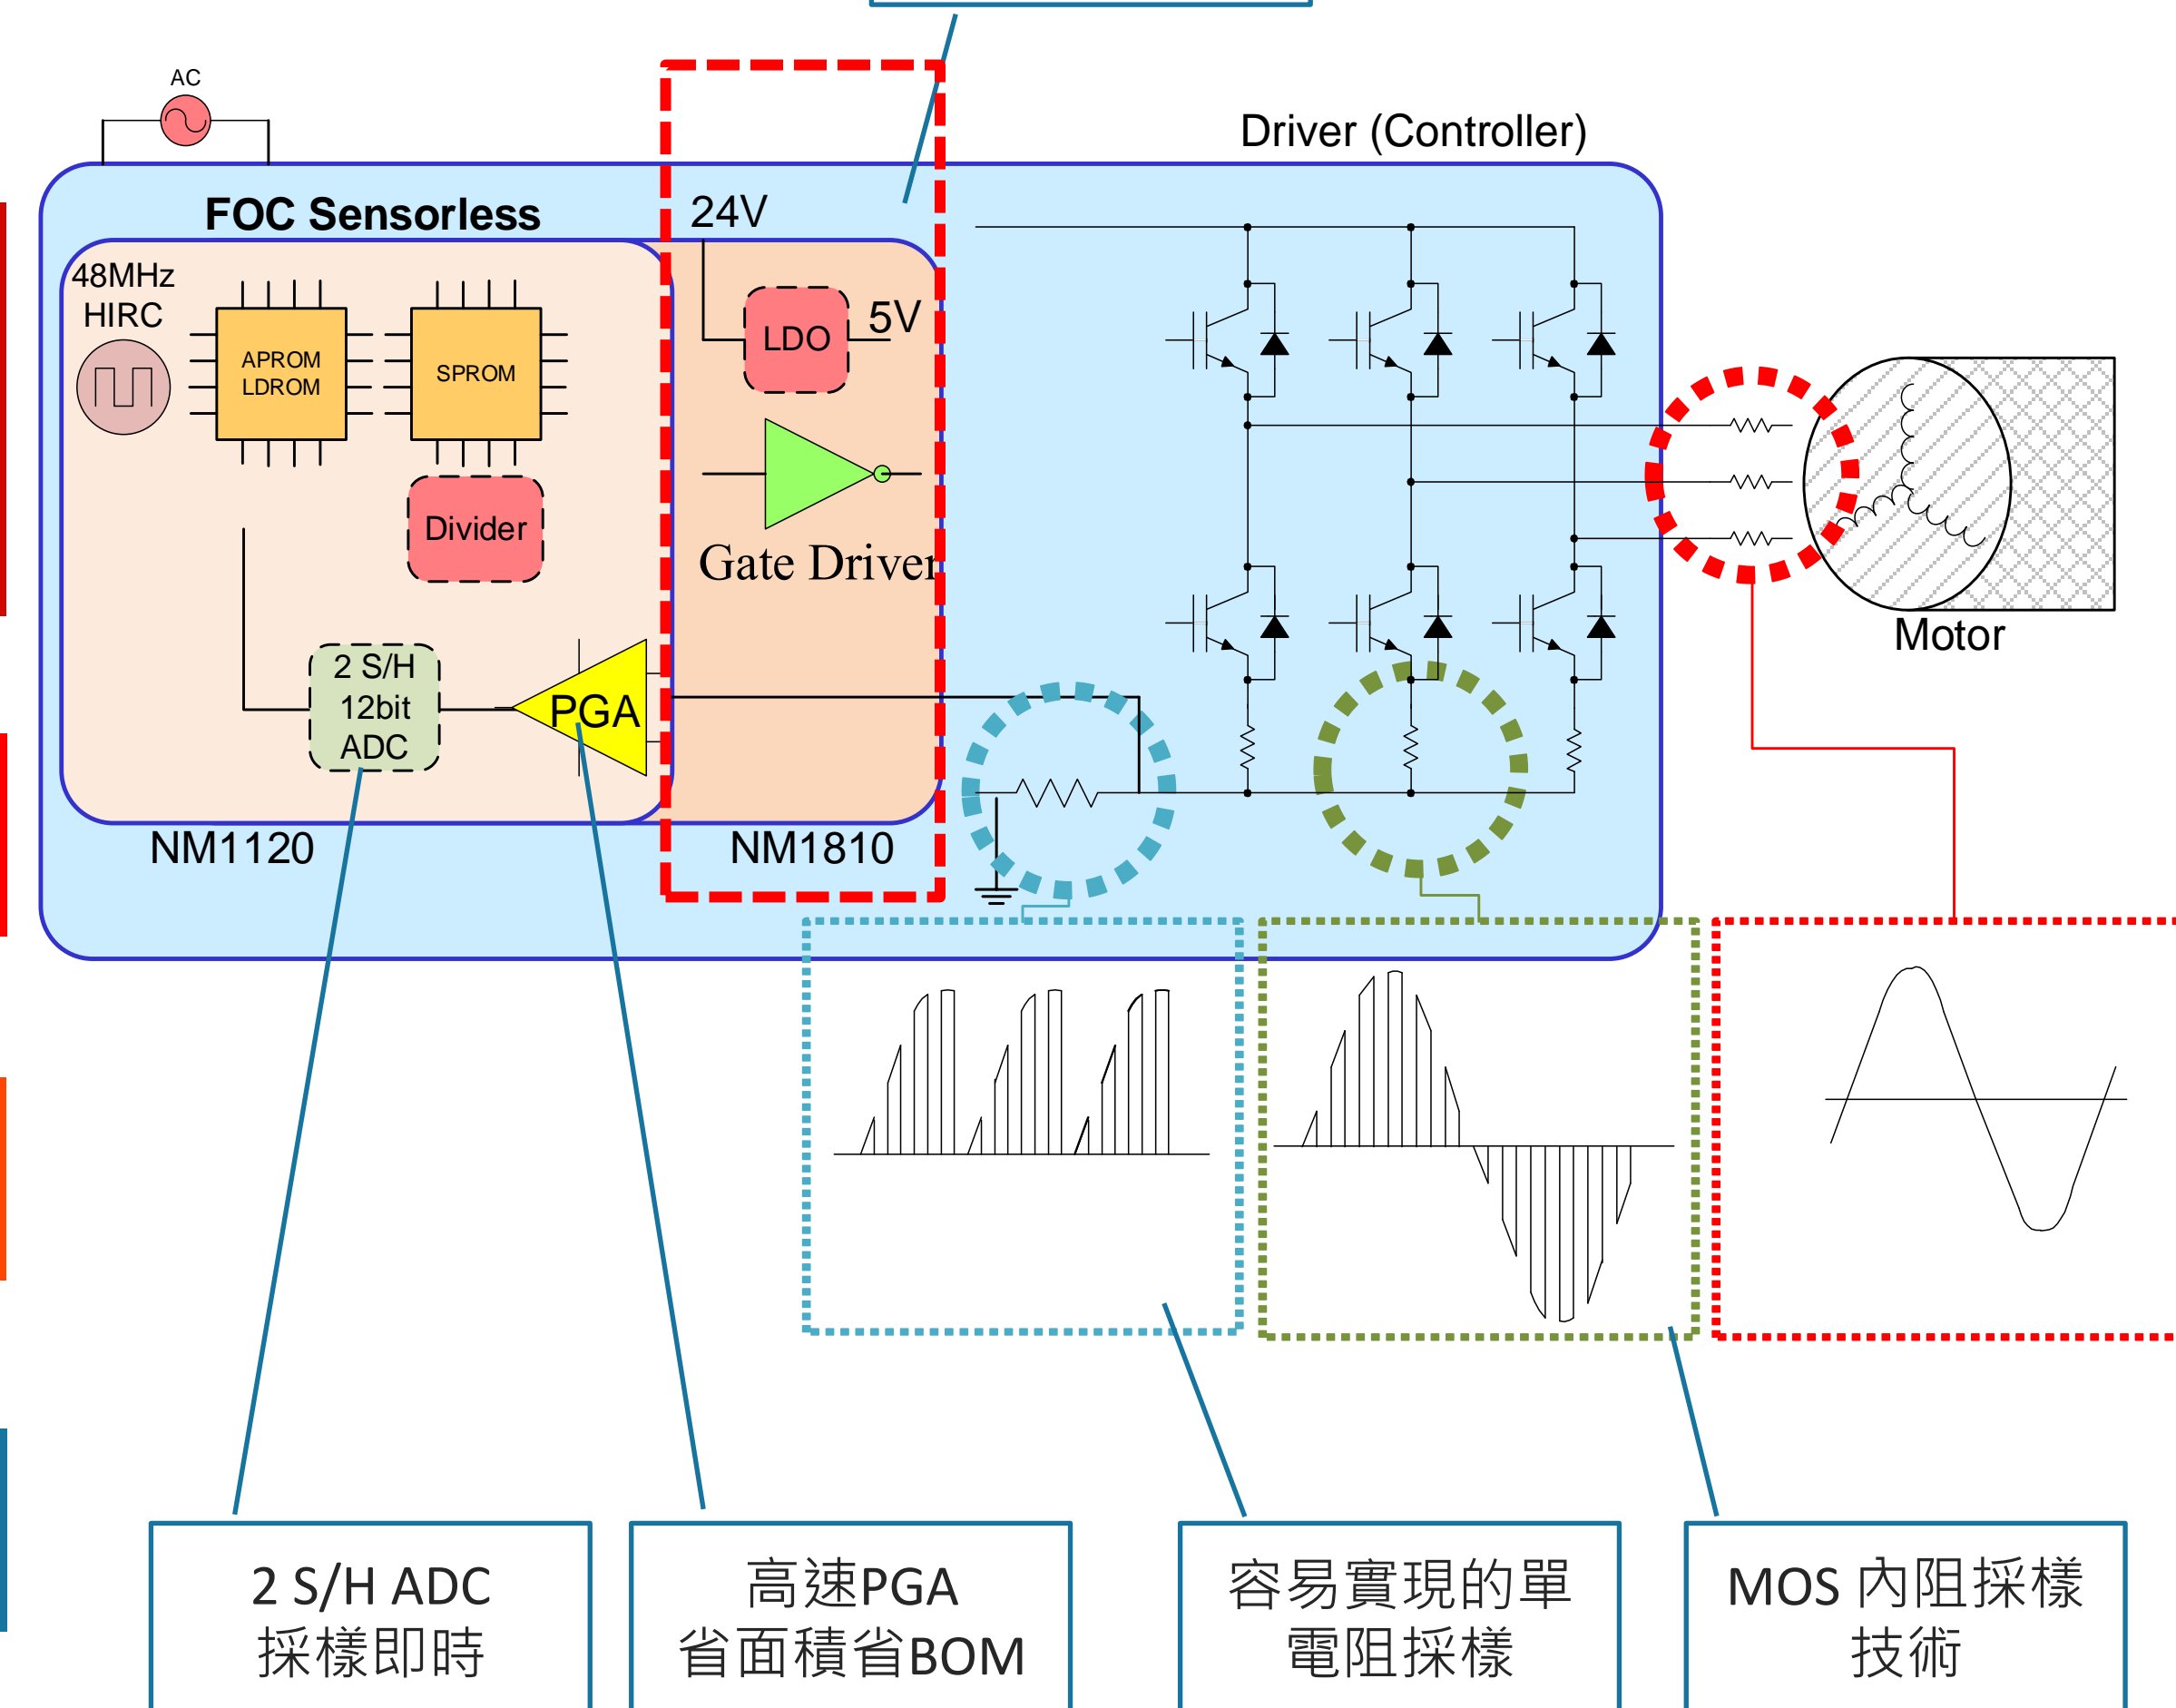 AC
Driver (Controller)
FOC Sensorless
24V
48MHz
HIRC
APROM
LDROM
SPROM
LDO
5V
Divider
Gate Driver
Motor
2 S/H
12bit
ADC
PGA
NM1120
NM1810
2 S/H ADC
採樣即時
高速PGA
省面積省BOM
容易實現的單
電阻採樣
MOS 內阻採樣
技術